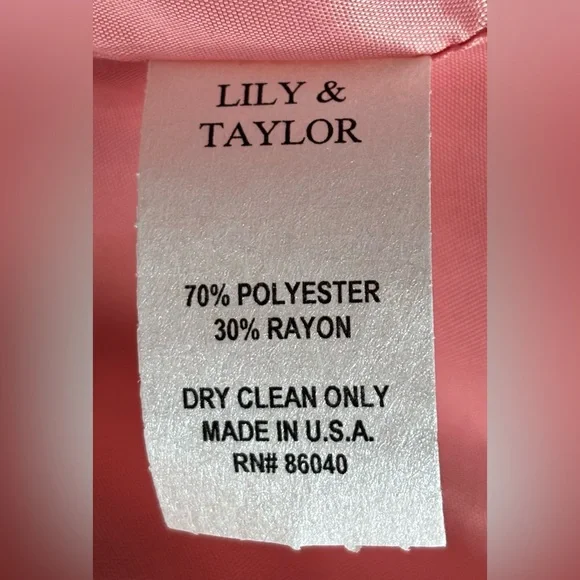 LILY &
TAYLOR
70% POLYESTER
30% RAYON
DRY CLEAN ONLY
MADE IN U.S.A.
RN# 86040